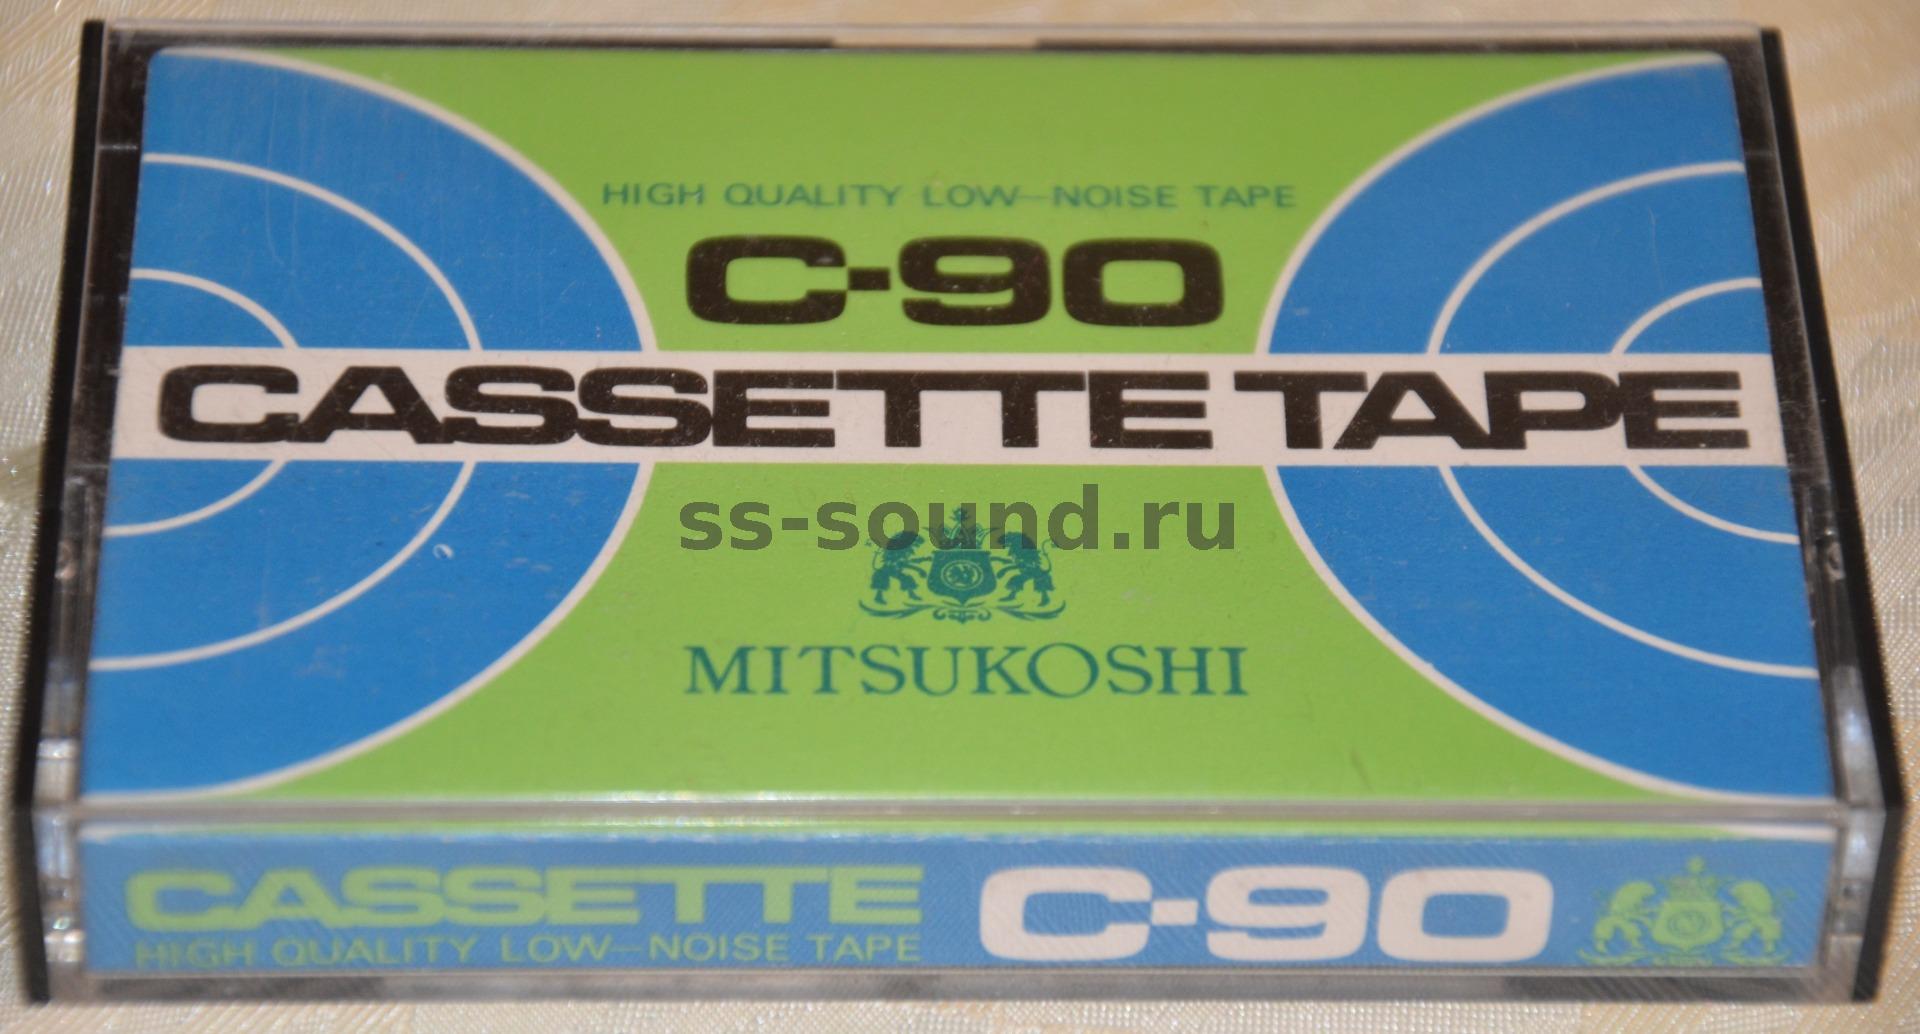 HIGH QUALITY LOW-NOISE TAPE
C-90
CASSETTE TAPE
ss-sound.ru
MITSUKOSHI
CASSETTE C-90
HIGH QUALITY LOW-NOISE TAPE